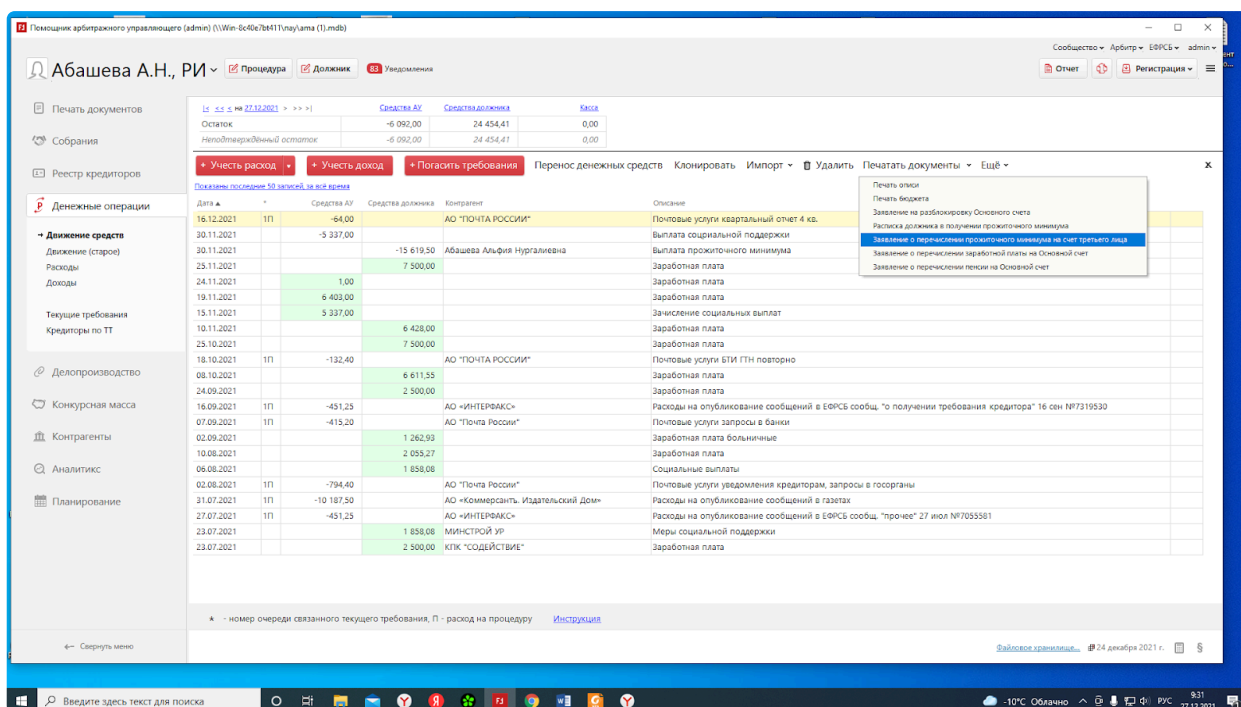 Помощник арбитражного управляющего (admin) (\\Win-8c40e7bt411\nay\ama (1).mdb)
Сообщество Арбитр ЕФРСБ admin
Абашева А.Н., РИ Процедура Должник 83 Уведомления Отчет Регистрация
Печать документов
Собрания
Реестр кредиторов
Денежные операции
Движение средств
Движение (старое)
Расходы
Доходы
Текущие требования
Кредиторы по ТТ
Делопроизводство
Конкурсная масса
Контрагенты
Аналитикс
Планирование
← Свернуть меню
|< << < на 27.12.2021 > >> >| Средства АУ Средства должника Касса
Остаток -6 092,00 24 454,41 0,00
Неподтверждённый остаток -6 092,00 24 454,41 0,00
+ Учесть расход + Учесть доход + Погасить требования Перенос денежных средств Клонировать Импорт Удалить Печатать документы Ещё x
Показаны последние 50 записей, за всё время
Печать описи
Печать бюджета
Заявление на разблокировку Основного счета
Расписка должника в получении прожиточного минимума
Заявление о перечислении прожиточного минимума на счет третьего лица
Заявление о перечислении заработной платы на Основной счет
Заявление о перечислении пенсии на Основной счет
Дата ▲ * Средства АУ Средства должника Контрагент Описание
16.12.2021 1П -64,00 АО "ПОЧТА РОССИИ" Почтовые услуги квартальный отчет 4 кв.
30.11.2021 -5 337,00 Выплата соцриальной поддержки
30.11.2021 -15 619,50 Абашева Альфия Нургалиевна Выплата прожиточного минимума
25.11.2021 7 500,00 Заработная плата
24.11.2021 1,00 Заработная плата
19.11.2021 6 403,00 Заработная плата
15.11.2021 5 337,00 Зачисление социальных выплат
10.11.2021 6 428,00 Заработная плата
25.10.2021 7 500,00 Заработная плата
18.10.2021 1П -132,40 АО "ПОЧТА РОССИИ" Почтовые услуги БТИ ГТН повторно
08.10.2021 6 611,55 Заработная плата
24.09.2021 2 500,00 Заработная плата
16.09.2021 1П -451,25 АО «ИНТЕРФАКС» Расходы на опубликование сообщений в ЕФРСБ сообщ. "о получении требования кредитора" 16 сен №7319530
07.09.2021 1П -415,20 АО "Почта России" Почтовые услуги запросы в банки
02.09.2021 1 262,93 Заработная плата больничные
10.08.2021 2 055,27 Заработная плата
06.08.2021 1 858,08 Социальные выплаты
02.08.2021 1П -794,40 АО "Почта России" Почтовые услуги уведомления кредиторам, запросы в госорганы
31.07.2021 1П -10 187,50 АО «Коммерсантъ. Издательский Дом» Расходы на опубликование сообщений в газетах
27.07.2021 1П -451,25 АО «ИНТЕРФАКС» Расходы на опубликование сообщений в ЕФРСБ сообщ. "прочее" 27 июл №7055581
23.07.2021 1 858,08 МИНСТРОЙ УР Меры социальной поддержки
23.07.2021 2 500,00 КПК "СОДЕЙСТВИЕ" Заработная плата
* - номер очереди связанного текущего требования, П - расход на процедуру Инструкция
Файловое хранилище... 24 декабря 2021 г. §
Введите здесь текст для поиска -10°C Облачно РУС 9:31
27.12.2021